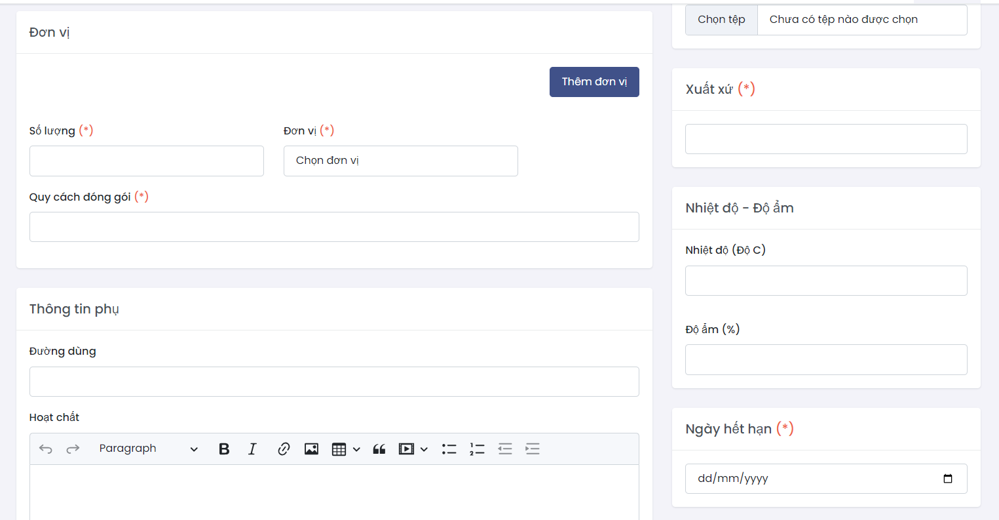 Đơn vị
Thêm đơn vị
Số lượng (*)
Đơn vị (*)
Chọn đơn vị
Quy cách đóng gói (*)
Thông tin phụ
Đường dùng
Hoạt chất
Paragraph
Chọn tệp
Chưa có tệp nào được chọn
Xuất xứ (*)
Nhiệt độ - Độ ẩm
Nhiệt độ (Độ C)
Độ ẩm (%)
Ngày hết hạn (*)
dd/mm/yyyy